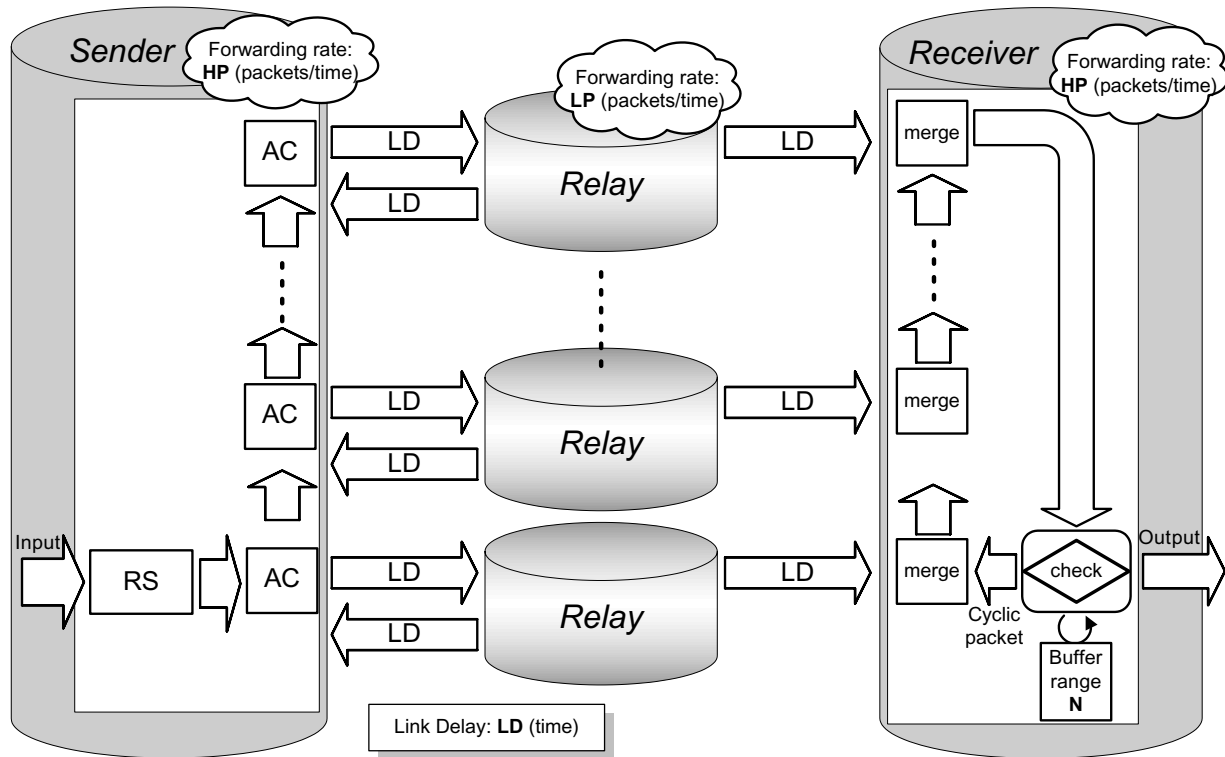 Sender
Forwarding rate:
HP (packets/time)
Forwarding rate:
LP (packets/time)
Receiver
Forwarding rate:
HP (packets/time)
AC
LD
LD
Relay
LD
merge
AC
LD
LD
Relay
LD
merge
Input
RS
AC
LD
LD
Relay
LD
merge
check
Output
Cyclic
packet
Buffer
range
N
Link Delay: LD (time)